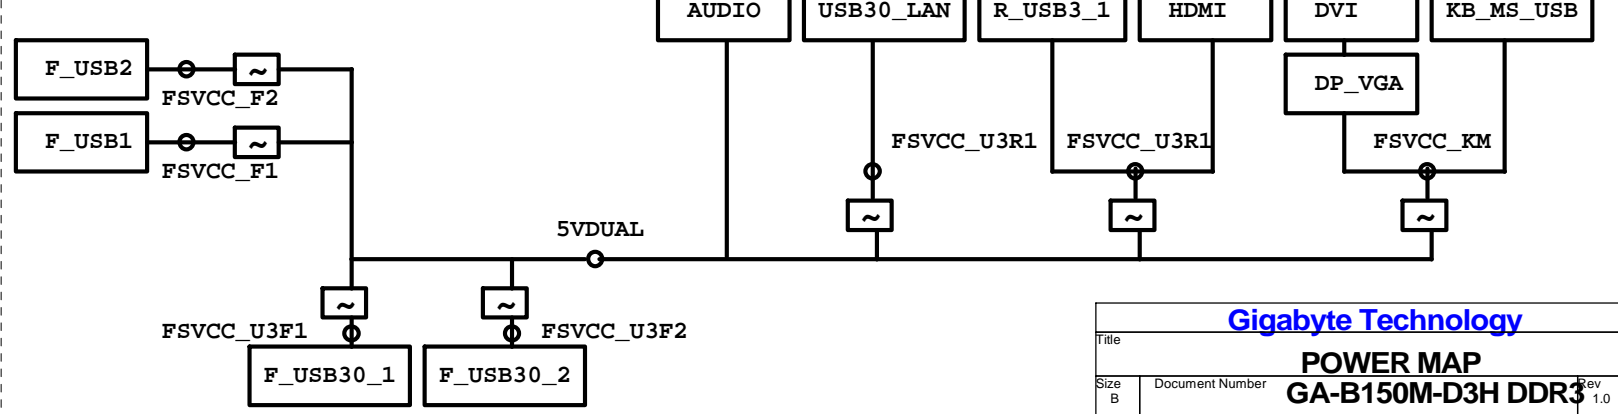 AUDIO
USB30_LAN
R_USB3_1
HDMI
DVI
KB_MS_USB
F_USB2
~
FSVCC_F2
DP_VGA
F_USB1
~
FSVCC_F1
FSVCC_U3R1
FSVCC_U3R1
FSVCC_KM
~
~
~
5VDUAL
~
~
FSVCC_U3F1
FSVCC_U3F2
F_USB30_1
F_USB30_2
Gigabyte Technology
Title
POWER MAP
Size
B
Document Number
GA-B150M-D3H DDR3
Rev
1.0